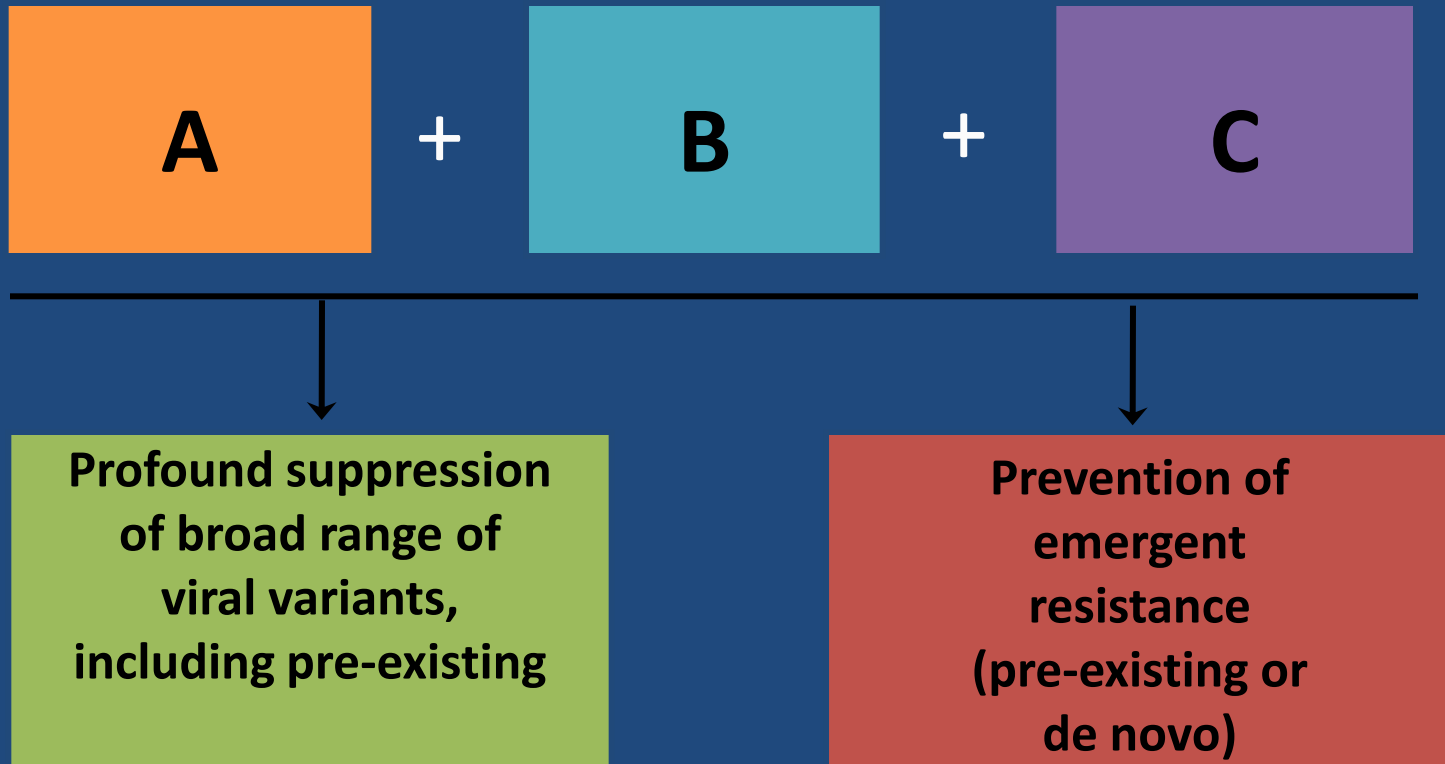 A + B + C
Profound suppression
of broad range of
viral variants,
including pre-existing
Prevention of
emergent
resistance
(pre-existing or
de novo)